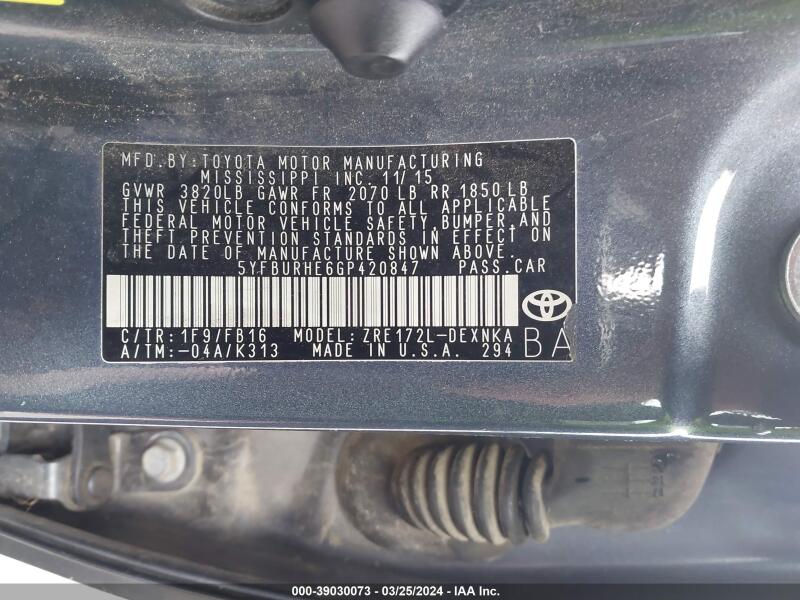 MFD.BY:TOYOTA MOTOR MANUFACTURING
MISSISSIPPI INC. 11/15
GVWR 3820LB GAWR FR 2070 LB RR 1850 LB
THIS VEHICLE CONFORMS TO ALL APPLICABLE
FEDERAL MOTOR VEHICLE SAFETY,BUMPER,AND
THEFT PREVENTION STANDARDS IN EFFECT ON
THE DATE OF MANUFACTURE SHOWN ABOVE.
5YFBURHE6GP420847 PASS.CAR
C/TR:1F9/FB16 MODEL:ZRE172L-DEXNKA
A/TM:-04A/K313 MADE IN U.S.A. 294 BA
000-39030073 - 03/25/2024 - IAA Inc.